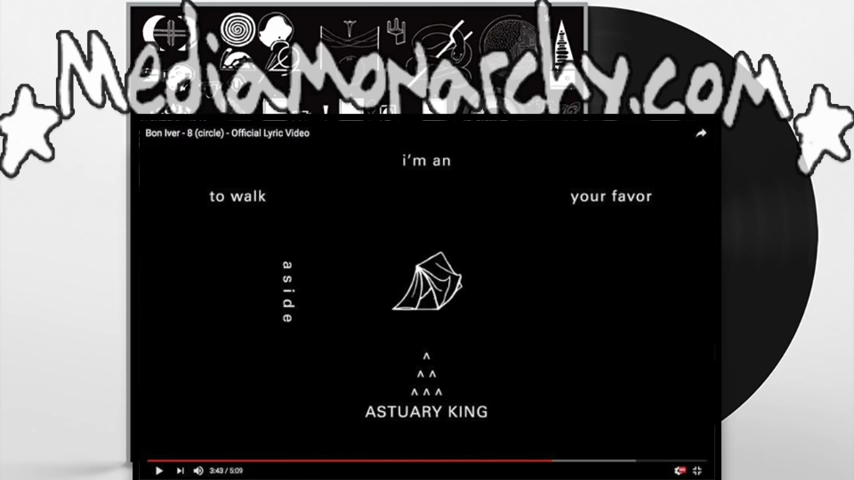 Mediamonarchy.com
Bon Iver - 8 (circle) - Official Lyric Video
i'm an
to walk
your favor
aside
^
^ ^
^ ^ ^
ASTUARY KING
3:43 / 5:09